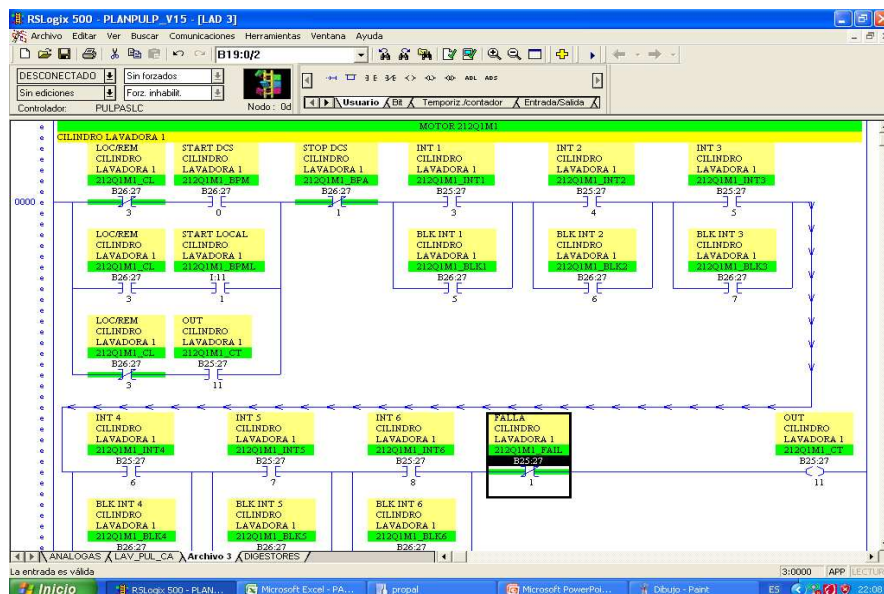 RSLogix 500 - PLANPULP_V15 - [LAD 3]
Archivo Editar Ver Buscar Comunicaciones Herramientas Ventana Ayuda
B19:0/2
DESCONECTADO Sin forzados
Sin ediciones Forz. inhabilit.
Controlador: PULPASLC Nodo: 0d
ABL ABS
Usuario Bit Temporiz./contador Entrada/Salida
MOTOR 212Q1M1
CILINDRO LAVADORA 1
LOC/REM START DCS STOP DCS INT 1 INT 2 INT 3
CILINDRO CILINDRO CILINDRO CILINDRO CILINDRO CILINDRO
LAVADORA 1 LAVADORA 1 LAVADORA 1 LAVADORA 1 LAVADORA 1 LAVADORA 1
212Q1M1_CL 212Q1M1_BPM 212Q1M1_BPA 212Q1M1_INT1 212Q1M1_INT2 212Q1M1_INT3
B26:27 B26:27 B26:27 B25:27 B25:27 B25:27
0000
3 0 1 3 4 5
LOC/REM START LOCAL BLK INT 1 BLK INT 2 BLK INT 3
CILINDRO CILINDRO CILINDRO CILINDRO CILINDRO
LAVADORA 1 LAVADORA 1 LAVADORA 1 LAVADORA 1 LAVADORA 1
212Q1M1_CL 212Q1M1_BPML 212Q1M1_BLK1 212Q1M1_BLK2 212Q1M1_BLK3
B26:27 I:11 B26:27 B26:27 B26:27
3 1 5 6 7
LOC/REM OUT
CILINDRO CILINDRO
LAVADORA 1 LAVADORA 1
212Q1M1_CL 212Q1M1_CT
B26:27 B25:27
3 11
INT 4 INT 5 INT 6 FALLA OUT
CILINDRO CILINDRO CILINDRO CILINDRO CILINDRO
LAVADORA 1 LAVADORA 1 LAVADORA 1 LAVADORA 1 LAVADORA 1
212Q1M1_INT4 212Q1M1_INT5 212Q1M1_INT6 212Q1M1_FAIL 212Q1M1_CT
B25:27 B25:27 B25:27 B25:27 B25:27
6 7 8 1 11
BLK INT 4 BLK INT 5 BLK INT 6
CILINDRO CILINDRO CILINDRO
LAVADORA 1 LAVADORA 1 LAVADORA 1
212Q1M1_BLK4 212Q1M1_BLK5 212Q1M1_BLK6
B26:27 B26:27 B26:27
ANALOGAS LAV_PUL_CA Archivo 3 DIGESTORES
La entrada es válida 3:0000 APP LECTUR
Inicio RSLogix 500 - PLAN... Microsoft Excel - PA... propal Microsoft PowerPoi... Dibujo - Paint ES 22:08